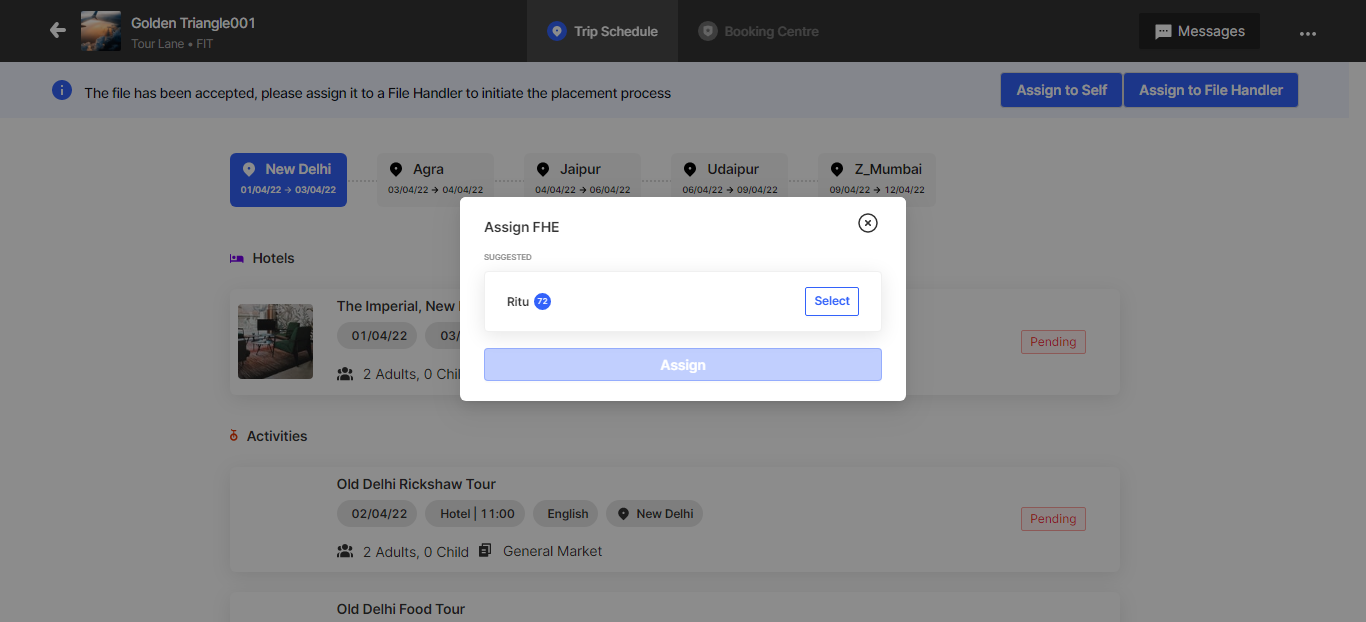 Golden Triangle001
Tour Lane • FIT
Trip Schedule
Booking Centre
Messages
The file has been accepted, please assign it to a File Handler to initiate the placement process
Assign to Self
Assign to File Handler
New Delhi
01/04/22 → 03/04/22
Agra
03/04/22 → 04/04/22
Jaipur
04/04/22 → 06/04/22
Udaipur
06/04/22 → 09/04/22
Z_Mumbai
09/04/22 → 12/04/22
Assign FHE
SUGGESTED
Ritu 72
Select
Assign
Hotels
The Imperial, New
01/04/22
03/
2 Adults, 0 Chil
Pending
Activities
Old Delhi Rickshaw Tour
02/04/22
Hotel | 11:00
English
New Delhi
2 Adults, 0 Child
General Market
Pending
Old Delhi Food Tour